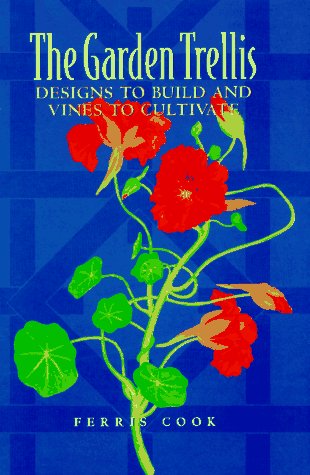 The Garden Trellis
DESIGNS TO BUILD AND
VINES TO CULTIVATE
FERRIS COOK